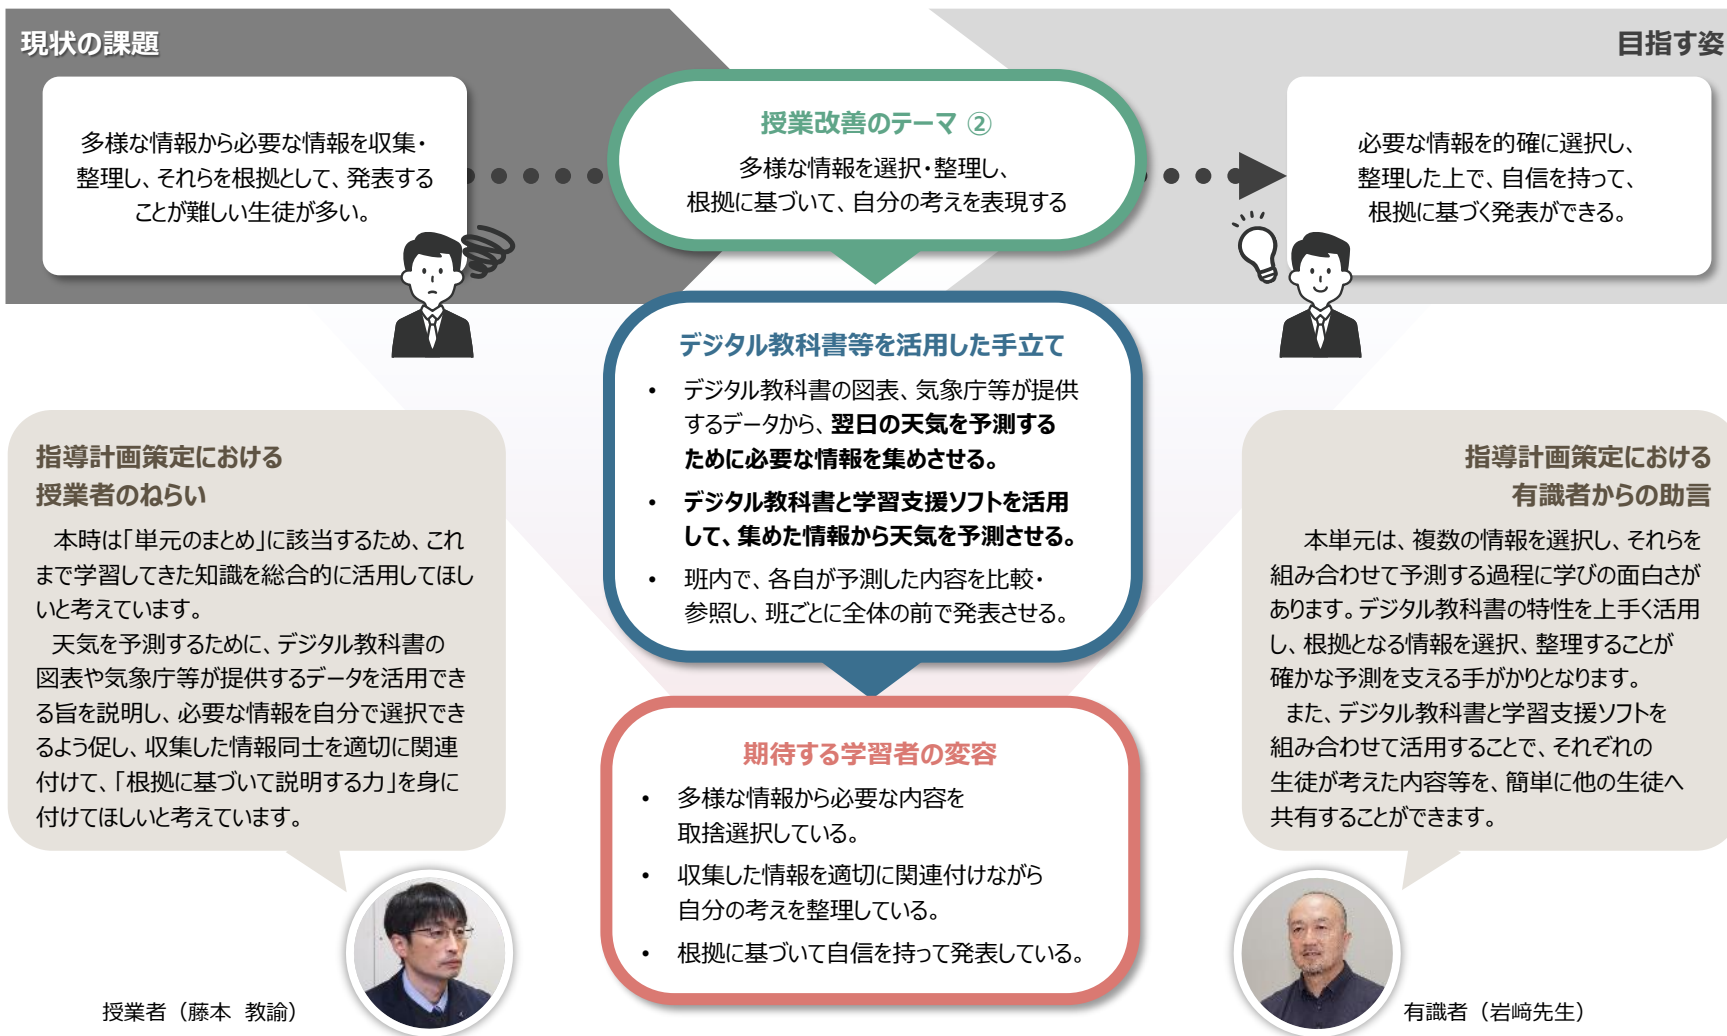 現状の課題
目指す姿
多様な情報から必要な情報を収集・
整理し、それらを根拠として、発表する
ことが難しい生徒が多い。
授業改善のテーマ ②
多様な情報を選択・整理し、
根拠に基づいて、自分の考えを表現する
必要な情報を的確に選択し、
整理した上で、自信を持って、
根拠に基づく発表ができる。
デジタル教科書等を活用した手立て
• デジタル教科書の図表、気象庁等が提供
するデータから、翌日の天気を予測する
ために必要な情報を集めさせる。
• デジタル教科書と学習支援ソフトを活用
して、集めた情報から天気を予測させる。
• 班内で、各自が予測した内容を比較・
参照し、班ごとに全体の前で発表させる。
指導計画策定における
授業者のねらい
本時は「単元のまとめ」に該当するため、これ
まで学習してきた知識を総合的に活用してほし
いと考えています。
天気を予測するために、デジタル教科書の
図表や気象庁等が提供するデータを活用でき
る旨を説明し、必要な情報を自分で選択でき
るよう促し、収集した情報同士を適切に関連
付けて、「根拠に基づいて説明する力」を身に
付けてほしいと考えています。
授業者（藤本 教諭）
期待する学習者の変容
• 多様な情報から必要な内容を
取捨選択している。
• 収集した情報を適切に関連付けながら
自分の考えを整理している。
• 根拠に基づいて自信を持って発表している。
指導計画策定における
有識者からの助言
本単元は、複数の情報を選択し、それらを
組み合わせて予測する過程に学びの面白さが
あります。デジタル教科書の特性を上手く活用
し、根拠となる情報を選択、整理することが
確かな予測を支える手がかりとなります。
また、デジタル教科書と学習支援ソフトを
組み合わせて活用することで、それぞれの
生徒が考えた内容等を、簡単に他の生徒へ
共有することができます。
有識者（岩﨑先生）